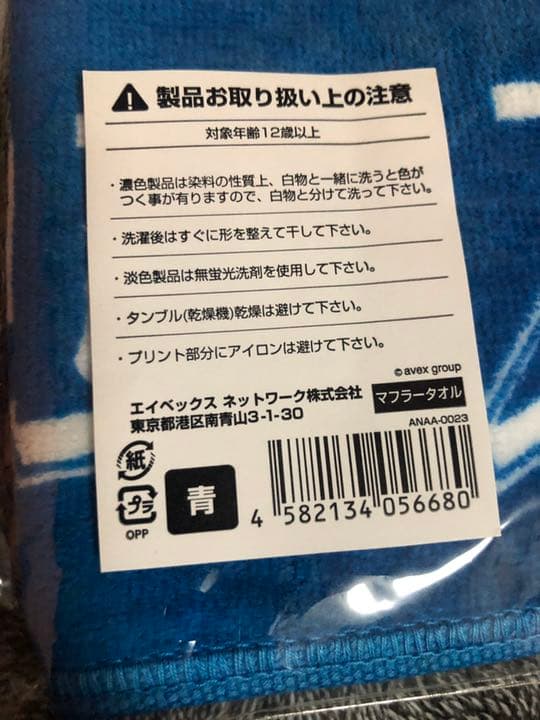 製品お取り扱い上の注意
対象年齢12歳以上
・濃色製品は染料の性質上、白物と一緒に洗うと色が
つく事が有りますので、白物と分けて洗って下さい。
・洗濯後はすぐに形を整えて干して下さい。
・淡色製品は無蛍光洗剤を使用して下さい。
・タンブル(乾燥機)乾燥は避けて下さい。
・プリント部分にアイロンは避けて下さい。
©avex group
エイベックス ネットワーク株式会社
マフラータオル
東京都港区南青山3-1-30
ANAA-0023
紙
プラ
OPP
青
4 582134 056680